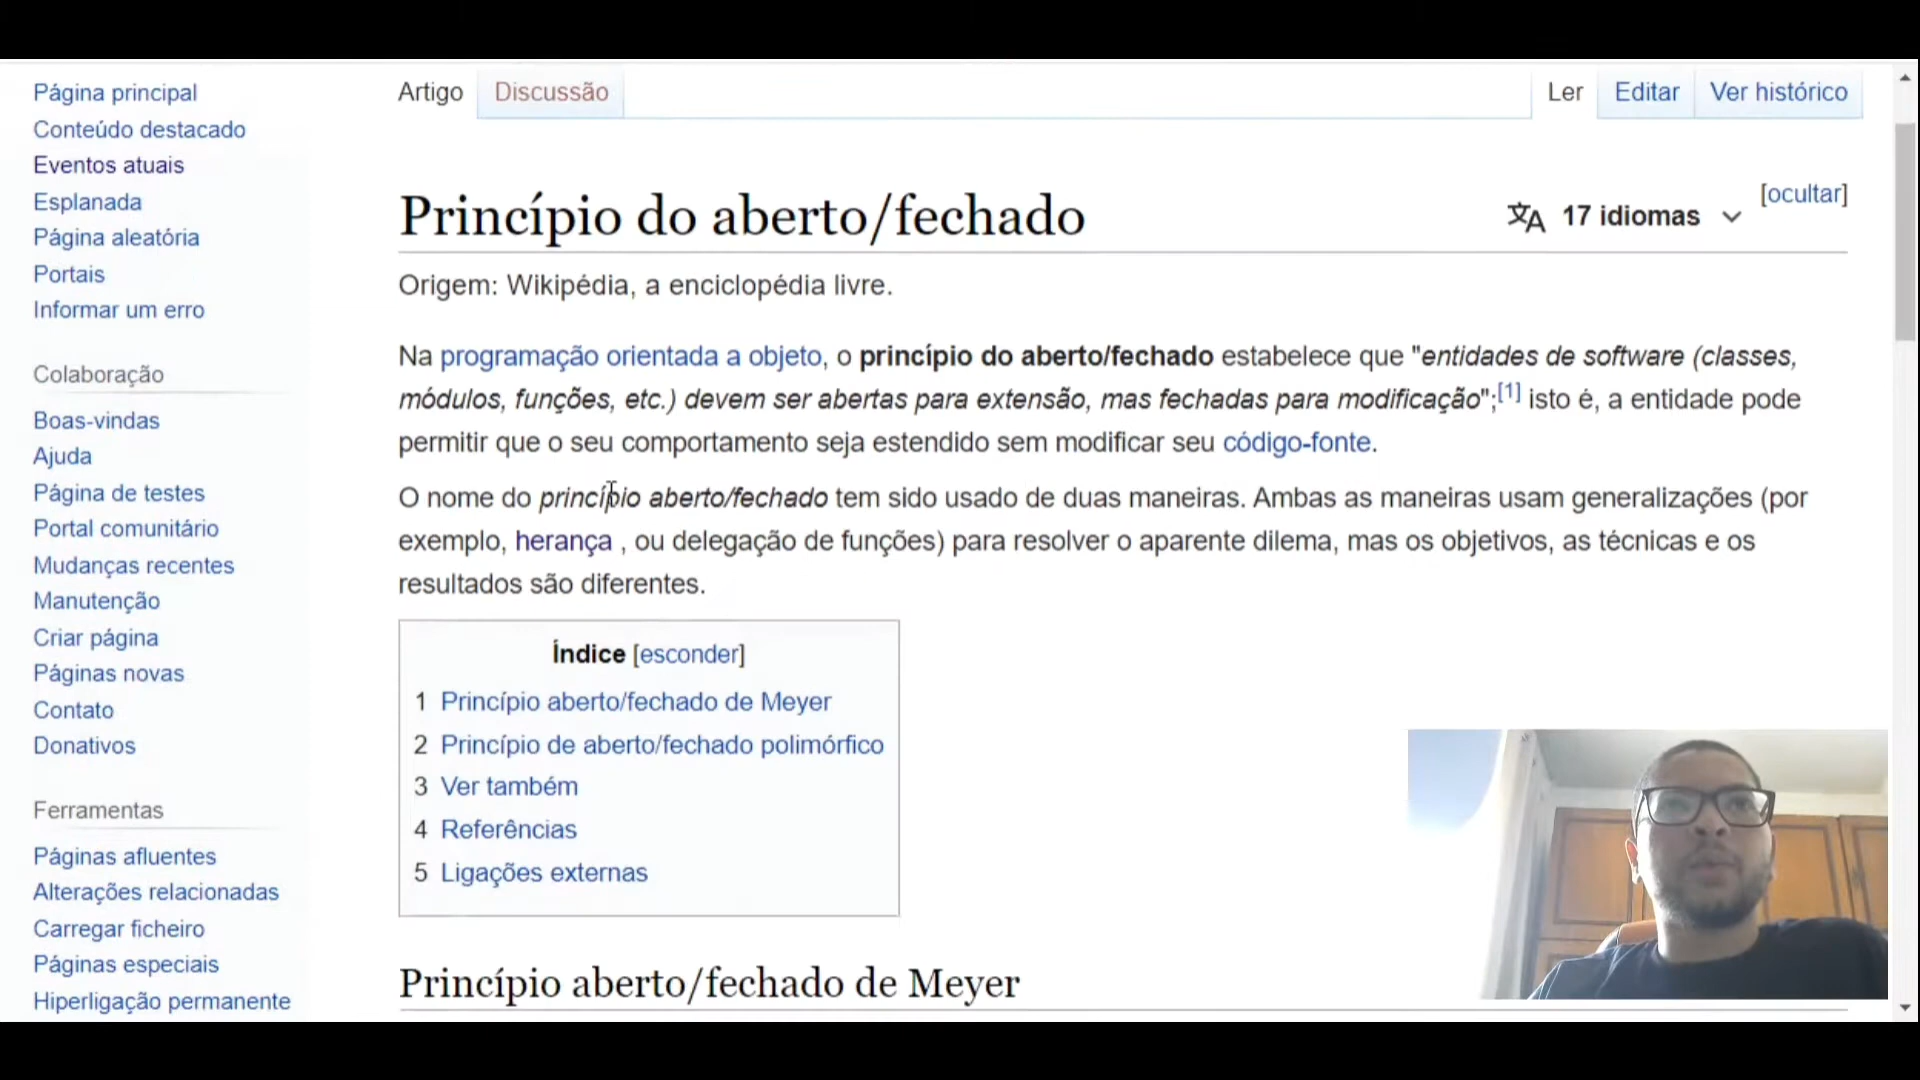 Página principal
Conteúdo destacado
Eventos atuais
Esplanada
Página aleatória
Portais
Informar um erro
Colaboração
Boas-vindas
Ajuda
Página de testes
Portal comunitário
Mudanças recentes
Manutenção
Criar página
Páginas novas
Contato
Donativos
Ferramentas
Páginas afluentes
Alterações relacionadas
Carregar ficheiro
Páginas especiais
Hiperligação permanente
Artigo Discussão Ler Editar Ver histórico
[ocultar]
Princípio do aberto/fechado 17 idiomas
Origem: Wikipédia, a enciclopédia livre.
Na programação orientada a objeto, o princípio do aberto/fechado estabelece que "entidades de software (classes,
módulos, funções, etc.) devem ser abertas para extensão, mas fechadas para modificação";[1] isto é, a entidade pode
permitir que o seu comportamento seja estendido sem modificar seu código-fonte.
O nome do princípio aberto/fechado tem sido usado de duas maneiras. Ambas as maneiras usam generalizações (por
exemplo, herança , ou delegação de funções) para resolver o aparente dilema, mas os objetivos, as técnicas e os
resultados são diferentes.
Índice [esconder]
1 Princípio aberto/fechado de Meyer
2 Princípio de aberto/fechado polimórfico
3 Ver também
4 Referências
5 Ligações externas
Princípio aberto/fechado de Meyer